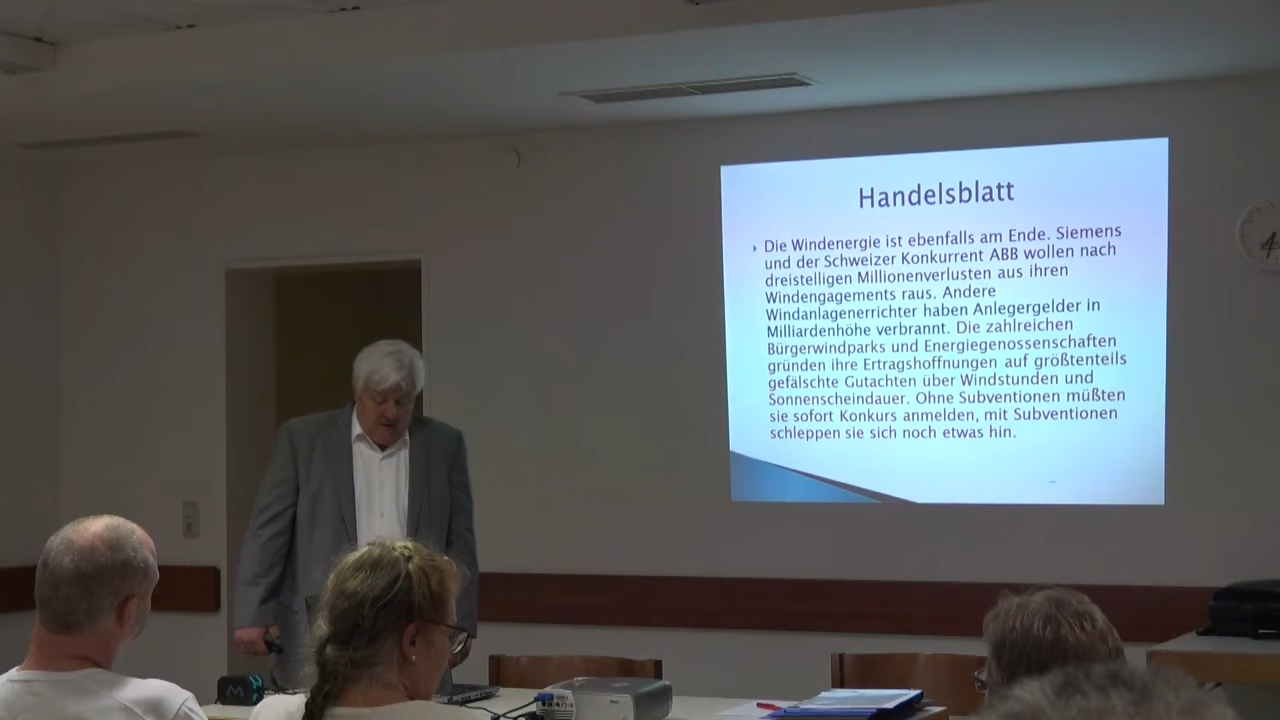 Handelsblatt
Die Windenergie ist ebenfalls am Ende. Siemens
und der Schweizer Konkurrent ABB wollen nach
dreistelligen Millionenverlusten aus ihren
Windengagements raus. Andere
Windanlagenerrichter haben Anlegergelder in
Milliardenhöhe verbrannt. Die zahlreichen
Bürgerwindparks und Energiegenossenschaften
gründen ihre Ertragshoffnungen auf größtenteils
gefälschte Gutachten über Windstunden und
Sonnenscheindauer. Ohne Subventionen müßten
sie sofort Konkurs anmelden, mit Subventionen
schleppen sie sich noch etwas hin.